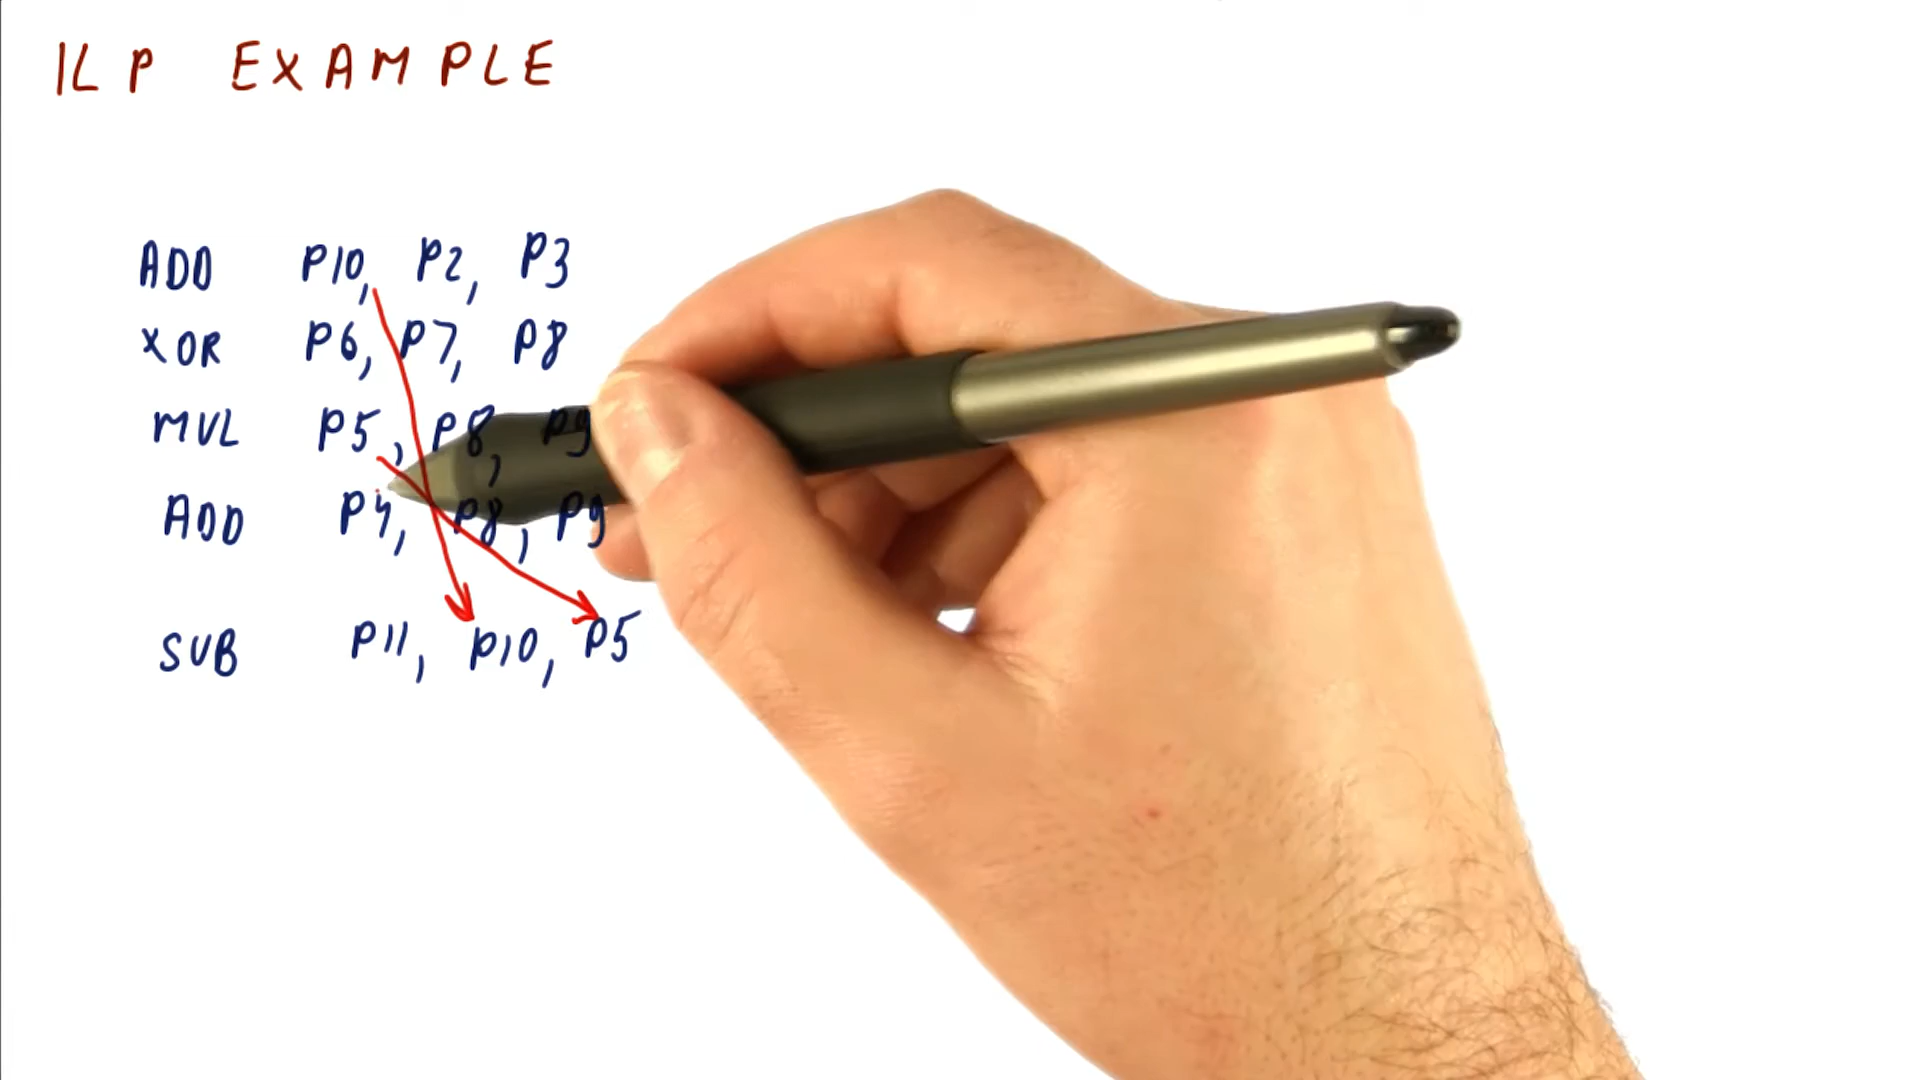 ILP EXAMPLE
ADD P10, P2, P3
XOR P6, P7, P8
MUL P5, P8, P9
ADD P4, P8, P9
SUB P11, P10, P5